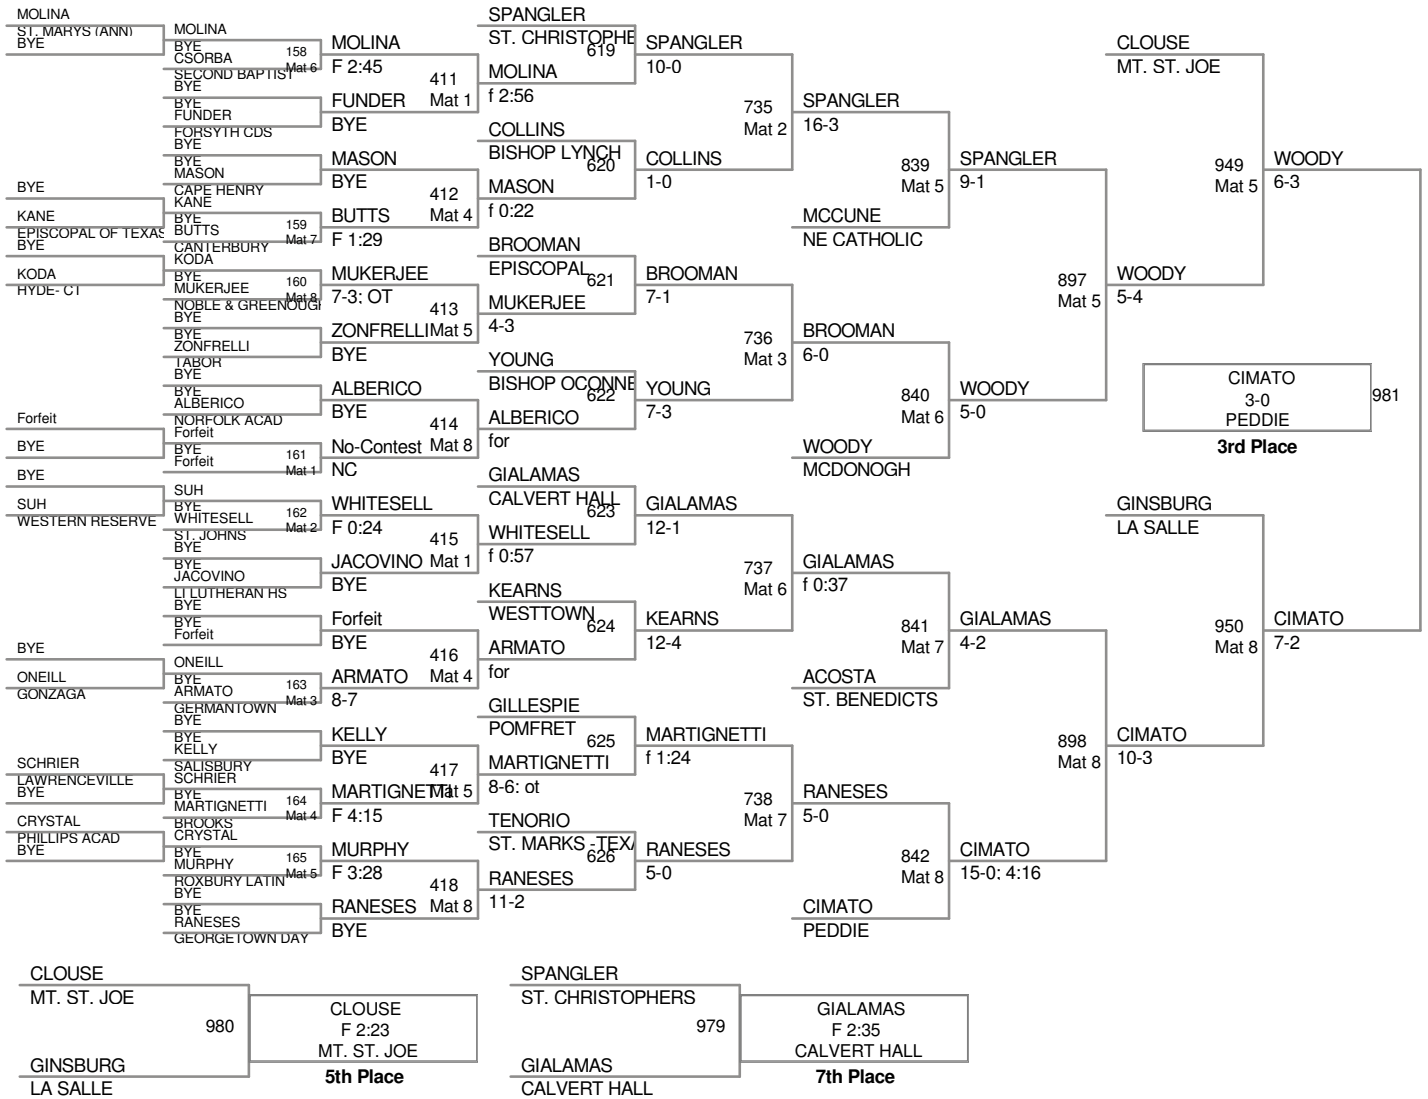 MOLINA
ST. MARYS (ANN)
BYE
BYE
KANE
EPISCOPAL OF TEXAS
BYE
KODA
HYDE- CT
Forfeit
BYE
BYE
SUH
WESTERN RESERVE
BYE
ONEILL
GONZAGA
SCHRIER
LAWRENCEVILLE
BYE
CRYSTAL
PHILLIPS ACAD
BYE
MOLINA
BYE
CSORBA
158
Mat 6
SECOND BAPTIST
BYE
BYE
FUNDER
FORSYTH CDS
BYE
BYE
MASON
CAPE HENRY
KANE
BYE
BUTTS
159
Mat 7
CANTERBURY
KODA
BYE
MUKERJEE
160
Mat 8
NOBLE & GREENOUGH
BYE
BYE
ZONFRELLI
TABOR
BYE
BYE
ALBERICO
NORFOLK ACAD
Forfeit
BYE
Forfeit
161
Mat 1
SUH
BYE
WHITESELL
162
Mat 2
ST. JOHNS
BYE
BYE
JACOVINO
LI LUTHERAN HS
BYE
BYE
Forfeit
ONEILL
BYE
ARMATO
163
Mat 3
GERMANTOWN
BYE
BYE
KELLY
SALISBURY
SCHRIER
BYE
MARTIGNETTI
164
Mat 4
BROOKS
CRYSTAL
BYE
MURPHY
165
Mat 5
ROXBURY LATIN
BYE
BYE
RANESES
GEORGETOWN DAY
MOLINA
F 2:45
411
Mat 1
FUNDER
BYE
MASON
BYE
412
Mat 4
BUTTS
F 1:29
MUKERJEE
7-3: OT
413
Mat 5
ZONFRELLI
BYE
ALBERICO
BYE
414
Mat 8
No-Contest
NC
WHITESELL
F 0:24
415
Mat 1
JACOVINO
BYE
Forfeit
BYE
416
Mat 4
ARMATO
8-7
KELLY
BYE
417
Mat 5
MARTIGNETTI
F 4:15
MURPHY
F 3:28
418
Mat 8
RANESES
BYE
SPANGLER
ST. CHRISTOPHE
619
MOLINA
f 2:56
COLLINS
BISHOP LYNCH
620
MASON
f 0:22
BROOMAN
EPISCOPAL
621
MUKERJEE
4-3
YOUNG
BISHOP OCONNE
622
ALBERICO
for
GIALAMAS
CALVERT HALL
623
WHITESELL
f 0:57
KEARNS
WESTTOWN
624
ARMATO
for
GILLESPIE
POMFRET
625
MARTIGNETTI
8-6: ot
TENORIO
ST. MARKS -TEXA
626
RANESES
11-2
SPANGLER
10-0
735
Mat 2
COLLINS
1-0
BROOMAN
7-1
736
Mat 3
YOUNG
7-3
GIALAMAS
12-1
737
Mat 6
KEARNS
12-4
MARTIGNETTI
f 1:24
738
Mat 7
RANESES
5-0
SPANGLER
16-3
839
Mat 5
MCCUNE
NE CATHOLIC
BROOMAN
6-0
840
Mat 6
WOODY
MCDONOGH
GIALAMAS
f 0:37
841
Mat 7
ACOSTA
ST. BENEDICTS
RANESES
5-0
842
Mat 8
CIMATO
PEDDIE
SPANGLER
9-1
897
Mat 5
WOODY
5-0
GIALAMAS
4-2
898
Mat 8
CIMATO
15-0: 4:16
CLOUSE
MT. ST. JOE
949
Mat 5
WOODY
5-4
GINSBURG
LA SALLE
950
Mat 8
CIMATO
10-3
WOODY
6-3
CIMATO
7-2
CIMATO
3-0
PEDDIE
981
3rd Place
CLOUSE
MT. ST. JOE
980
GINSBURG
LA SALLE
CLOUSE
F 2:23
MT. ST. JOE
5th Place
SPANGLER
ST. CHRISTOPHERS
979
GIALAMAS
CALVERT HALL
GIALAMAS
F 2:35
CALVERT HALL
7th Place